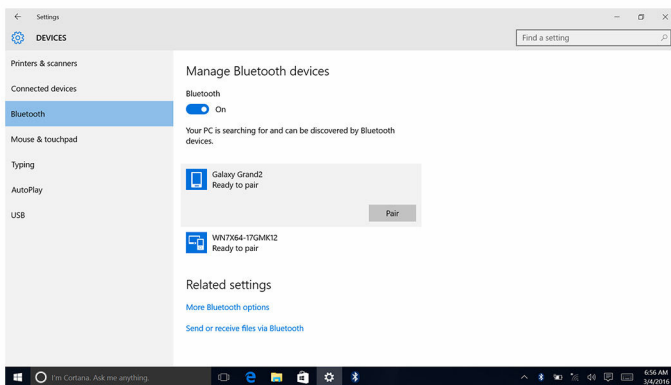 Settings
DEVICES
Find a setting
Printers & scanners
Connected devices
Bluetooth
Mouse & touchpad
Typing
AutoPlay
USB
Manage Bluetooth devices
Bluetooth
On
Your PC is searching for and can be discovered by Bluetooth
devices.
Galaxy Grand2
Ready to pair
Pair
WN7X64-17GMK12
Ready to pair
Related settings
More Bluetooth options
Send or receive files via Bluetooth
I'm Cortana. Ask me anything.
6:56 AM
3/4/2016